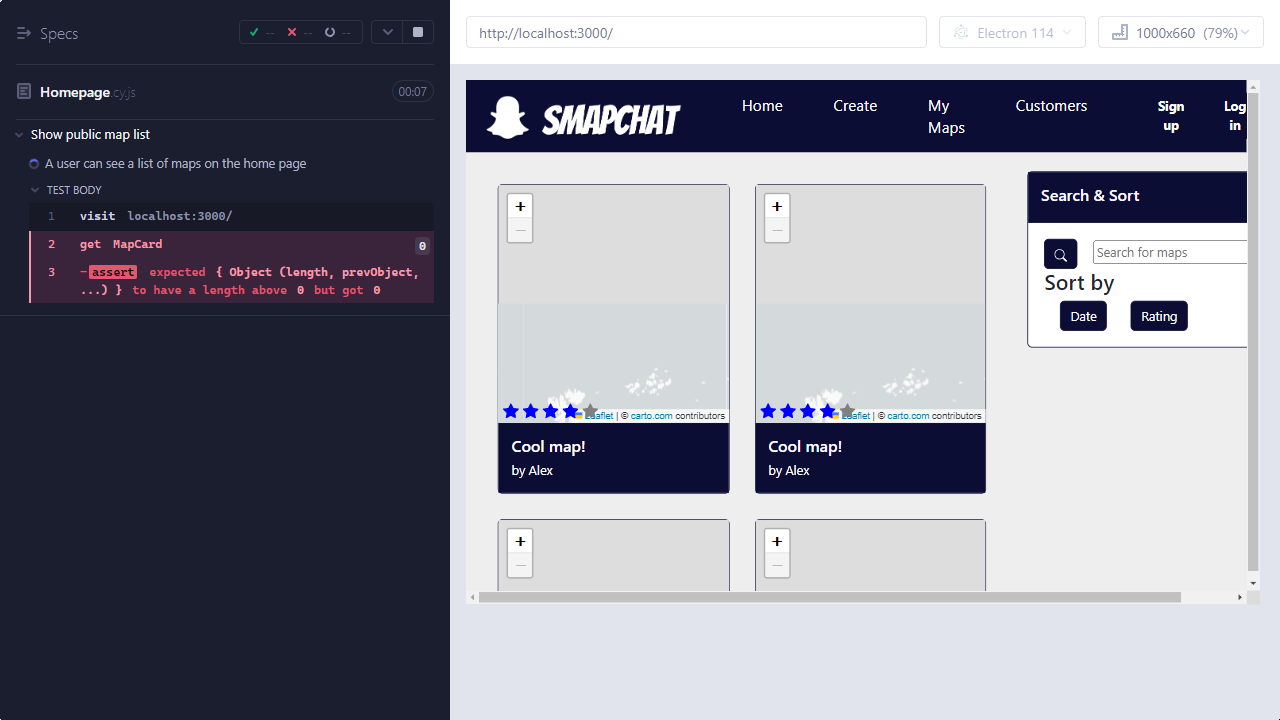 Specs
-- -- --
Homepage.cy.js 00:07
Show public map list
A user can see a list of maps on the home page
TEST BODY
1 visit localhost:3000/
2 get MapCard 0
3 -assert expected { Object (length, prevObject,
...) } to have a length above 0 but got 0
http://localhost:3000/
Electron 114
1000x660 (79%)
SMAPCHAT
Home
Create
My
Maps
Customers
Sign
up
Log
in
+
−
Leaflet | © carto.com contributors
Cool map!
by Alex
+
−
Leaflet | © carto.com contributors
Cool map!
by Alex
+
−
+
−
Search & Sort
Search for maps
Sort by
Date Rating